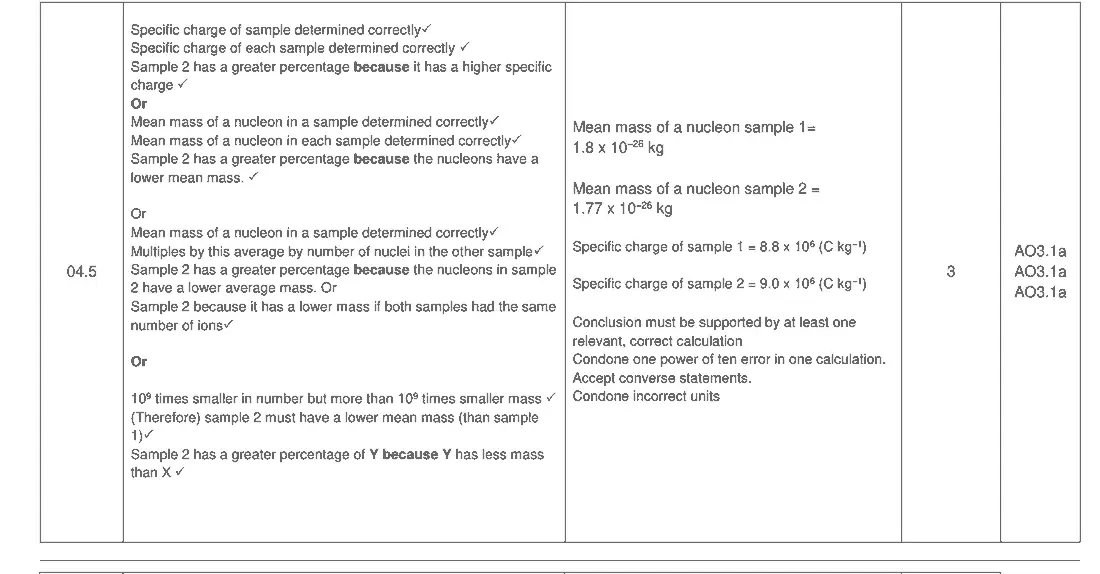 04.5
Specific charge of sample determined correctly✓
Specific charge of each sample determined correctly ✓
Sample 2 has a greater percentage because it has a higher specific
charge ✓
Or
Mean mass of a nucleon in a sample determined correctly✓
Mean mass of a nucleon in each sample determined correctly✓
Sample 2 has a greater percentage because the nucleons have a
lower mean mass. ✓
Or
Mean mass of a nucleon in a sample determined correctly✓
Multiples by this average by number of nuclei in the other sample✓
Sample 2 has a greater percentage because the nucleons in sample
2 have a lower average mass. Or
Sample 2 because it has a lower mass if both samples had the same
number of ions✓
Or
10⁹ times smaller in number but more than 10⁹ times smaller mass ✓
(Therefore) sample 2 must have a lower mean mass (than sample
1)✓
Sample 2 has a greater percentage of Y because Y has less mass
than X ✓
Mean mass of a nucleon sample 1=
1.8 x 10⁻²⁶ kg
Mean mass of a nucleon sample 2 =
1.77 x 10⁻²⁶ kg
Specific charge of sample 1 = 8.8 x 10⁶ (C kg⁻¹)
Specific charge of sample 2 = 9.0 x 10⁶ (C kg⁻¹)
Conclusion must be supported by at least one
relevant, correct calculation
Condone one power of ten error in one calculation.
Accept converse statements.
Condone incorrect units
3
AO3.1a
AO3.1a
AO3.1a